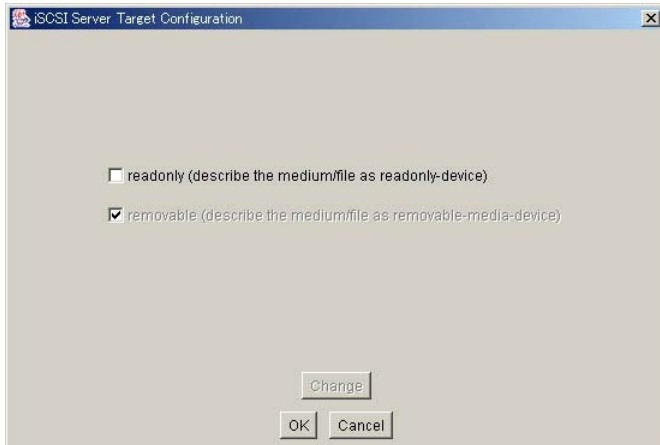 iSCSI Server Target Configuration
readonly (describe the medium/file as readonly-device)
removable (describe the medium/file as removable-media-device)
Change
OK Cancel